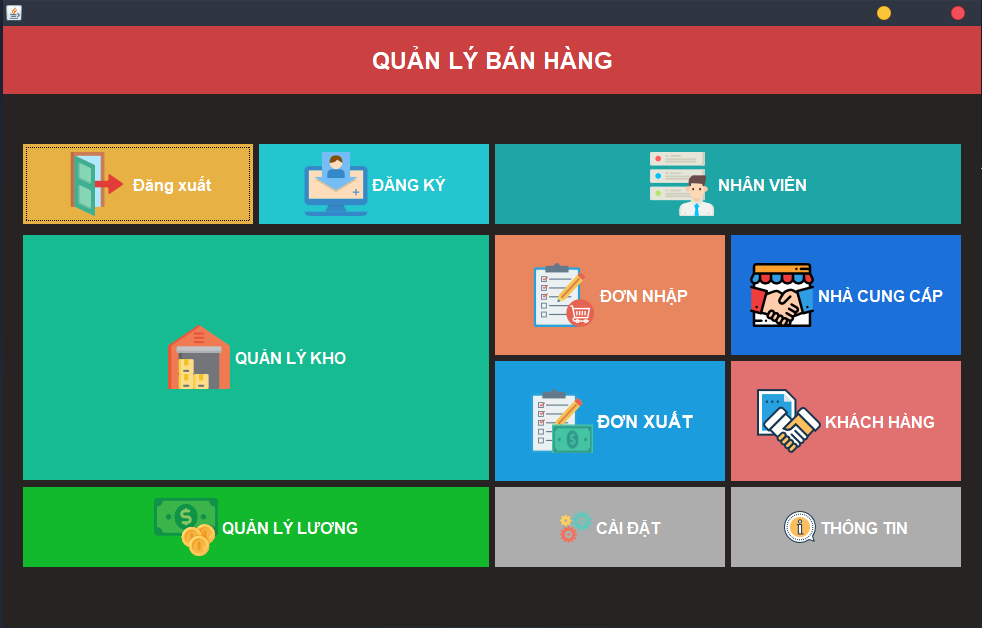 QUẢN LÝ BÁN HÀNG
Đăng xuất
ĐĂNG KÝ
NHÂN VIÊN
QUẢN LÝ KHO
ĐƠN NHẬP
NHÀ CUNG CẤP
ĐƠN XUẤT
KHÁCH HÀNG
QUẢN LÝ LƯƠNG
CÀI ĐẶT
THÔNG TIN